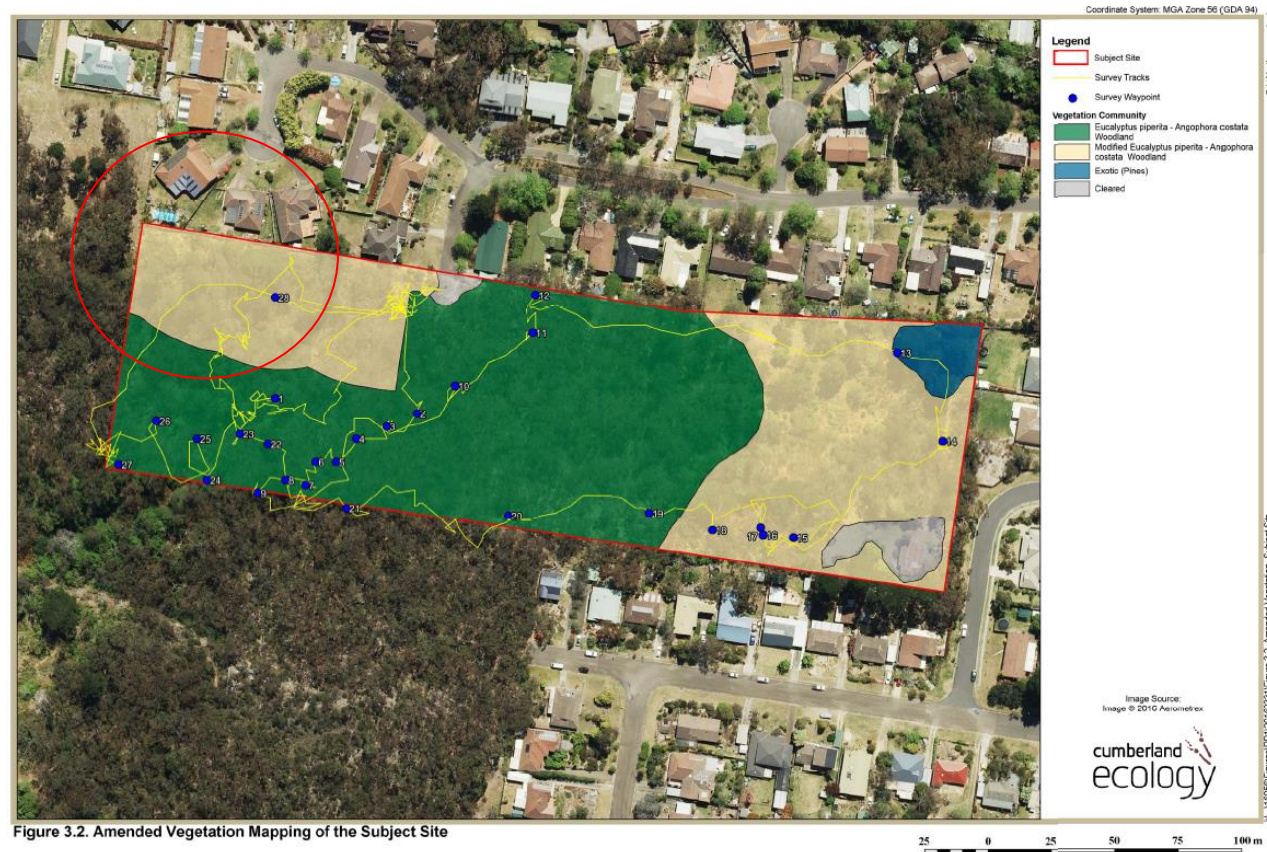 Coordinate System: MGA Zone 56 (GDA 94)
Legend
Subject Site
Survey Tracks
Survey Waypoint
Vegetation Community
Eucalyptus piperita - Angophora costata
Woodland
Modified Eucalyptus piperita - Angophora
costata Woodland
Exotic (Pines)
Cleared
28
12
11
13
10
1
2
26
3
23
4
25
22
14
6
5
27
24
8
7
9
21
20
19
18
17
16
15
Image Source:
Image © 2010 Aerometrex
cumberland
ecology
Figure 3.2. Amended Vegetation Mapping of the Subject Site
25 0 25 50 75 100 m